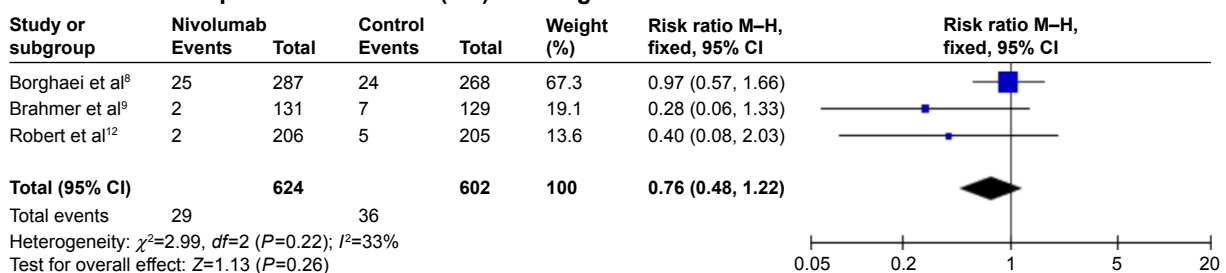 Study or subgroup Nivolumab Events Total Control Events Total Weight (%) Risk ratio M–H, fixed, 95% CI Risk ratio M–H, fixed, 95% CI
Borghaei et al8 25 287 24 268 67.3 0.97 (0.57, 1.66)
Brahmer et al9 2 131 7 129 19.1 0.28 (0.06, 1.33)
Robert et al12 2 206 5 205 13.6 0.40 (0.08, 2.03)
Total (95% CI) 624 602 100 0.76 (0.48, 1.22)
Total events 29 36
Heterogeneity: χ²=2.99, df=2 (P=0.22); I²=33%
Test for overall effect: Z=1.13 (P=0.26)
0.05 0.2 1 5 20